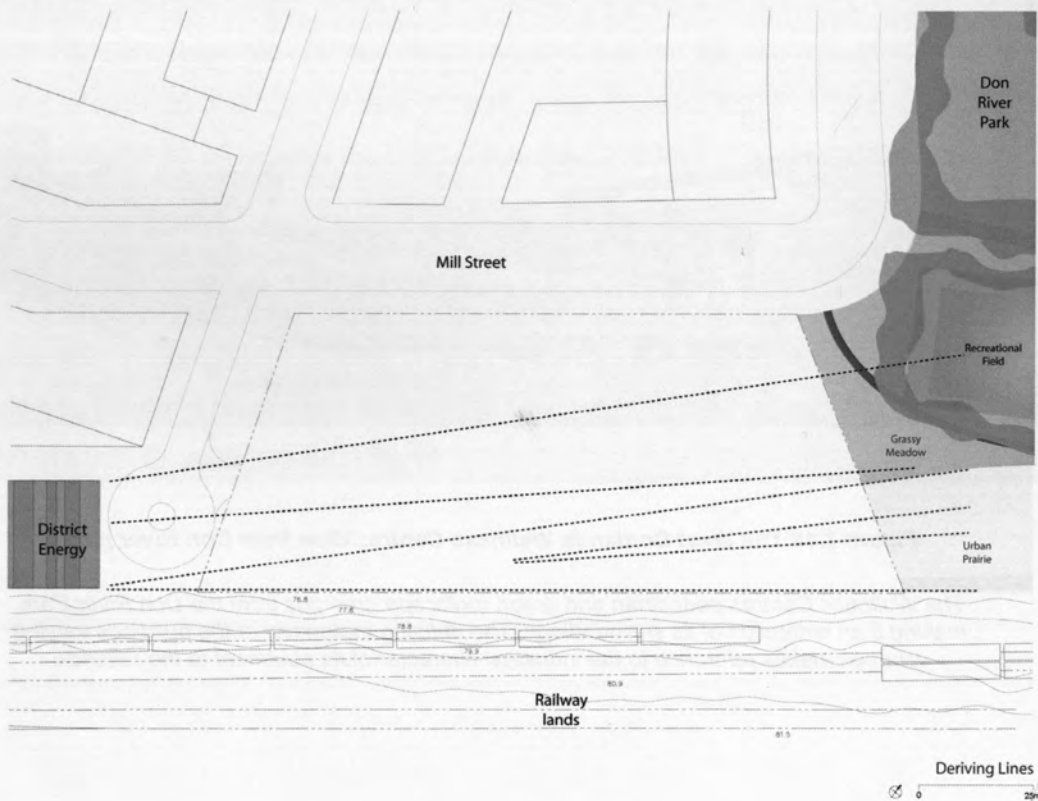 Don
River
Park
Mill Street
Recreational
Field
Grassy
Meadow
District
Energy
Urban
Prairie
76.8
77.8
78.8
79.9
80.9
Railway
lands
81.5
Deriving Lines
0 25m